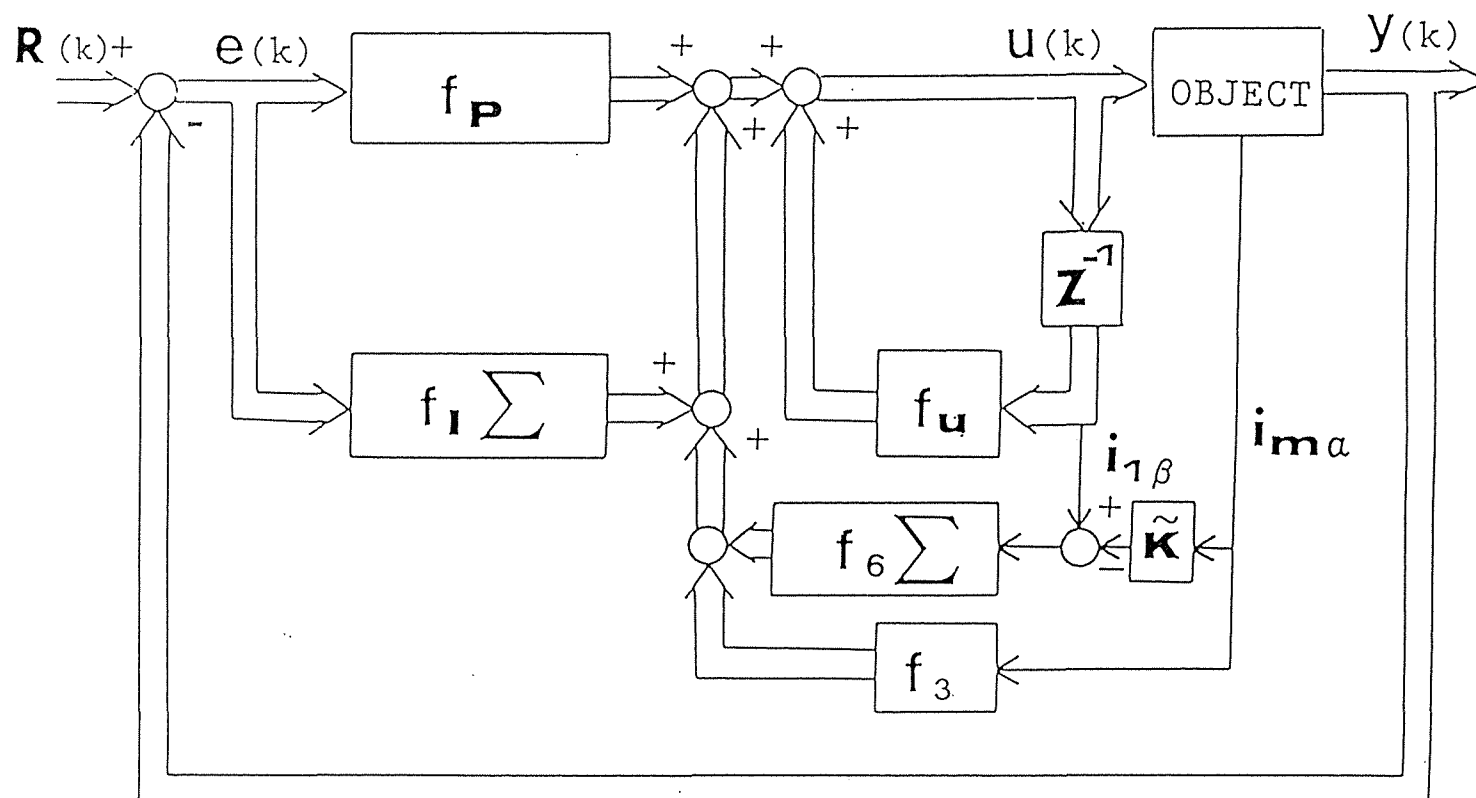 R (k) + e(k) f P + + u(k) y(k)
OBJECT
- + +
Z⁻¹
f I ∑ + f u
+ i 1 β i m α
+
f 6 ∑ - K̃
f 3